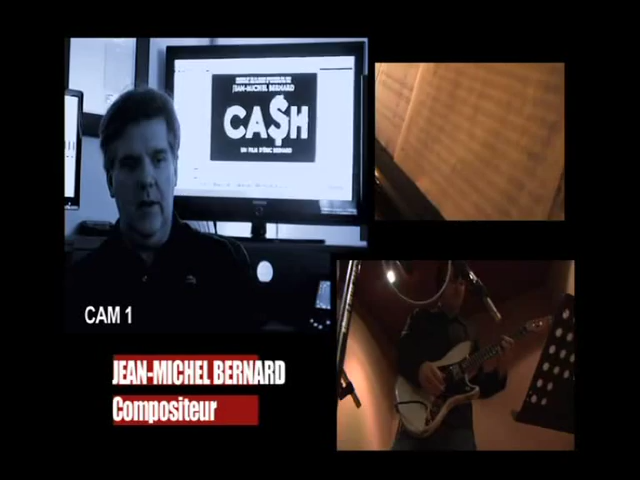 JEAN-MICHEL BERNARD
CA$H
UN FILM D'ÉRIC BESNARD
CAM 1
JEAN-MICHEL BERNARD
Compositeur